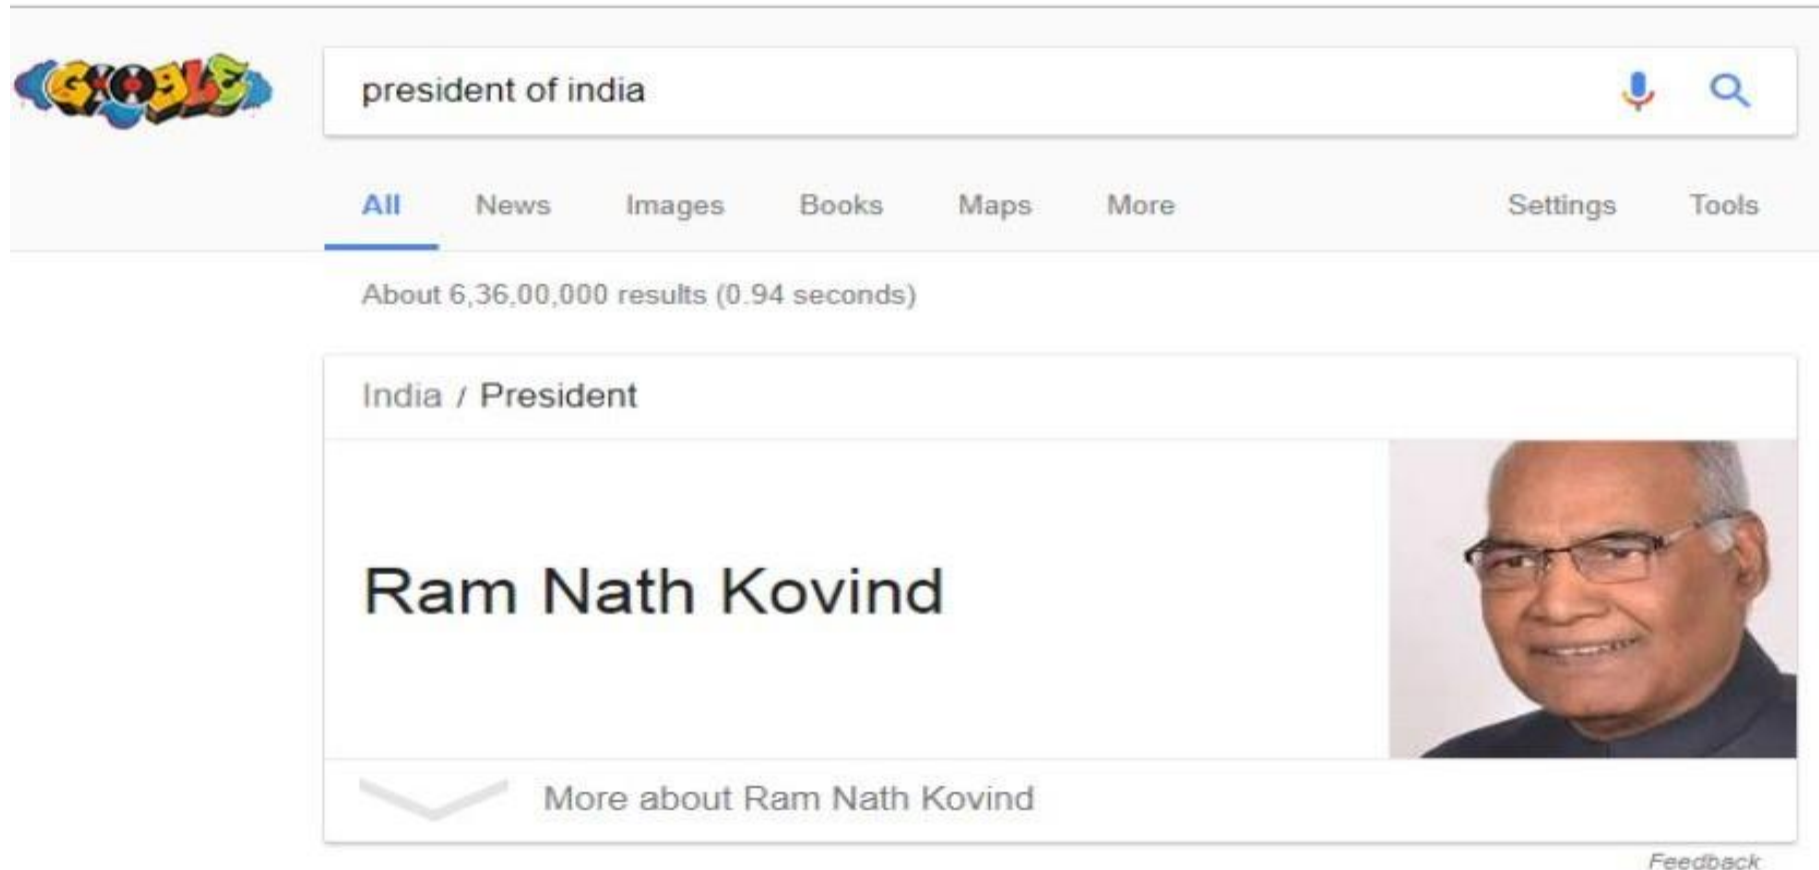 GOOGLE
president of india
All News Images Books Maps More Settings Tools
About 6,36,00,000 results (0.94 seconds)
India / President
Ram Nath Kovind
More about Ram Nath Kovind
Feedback